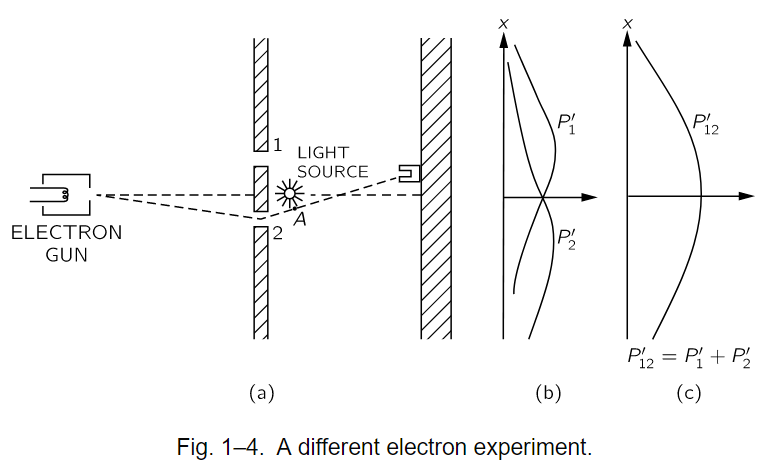 x
x
1
LIGHT
SOURCE
P′₁
P′₁₂
A
2
ELECTRON
GUN
P′₂
P′₁₂ = P′₁ + P′₂
(a)
(b)
(c)
Fig. 1–4. A different electron experiment.